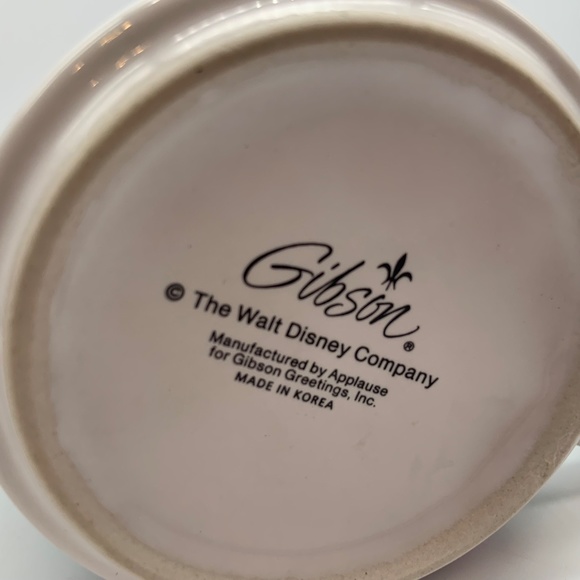 Gibson®
© The Walt Disney Company
Manufactured by Applause
for Gibson Greetings, Inc.
MADE IN KOREA